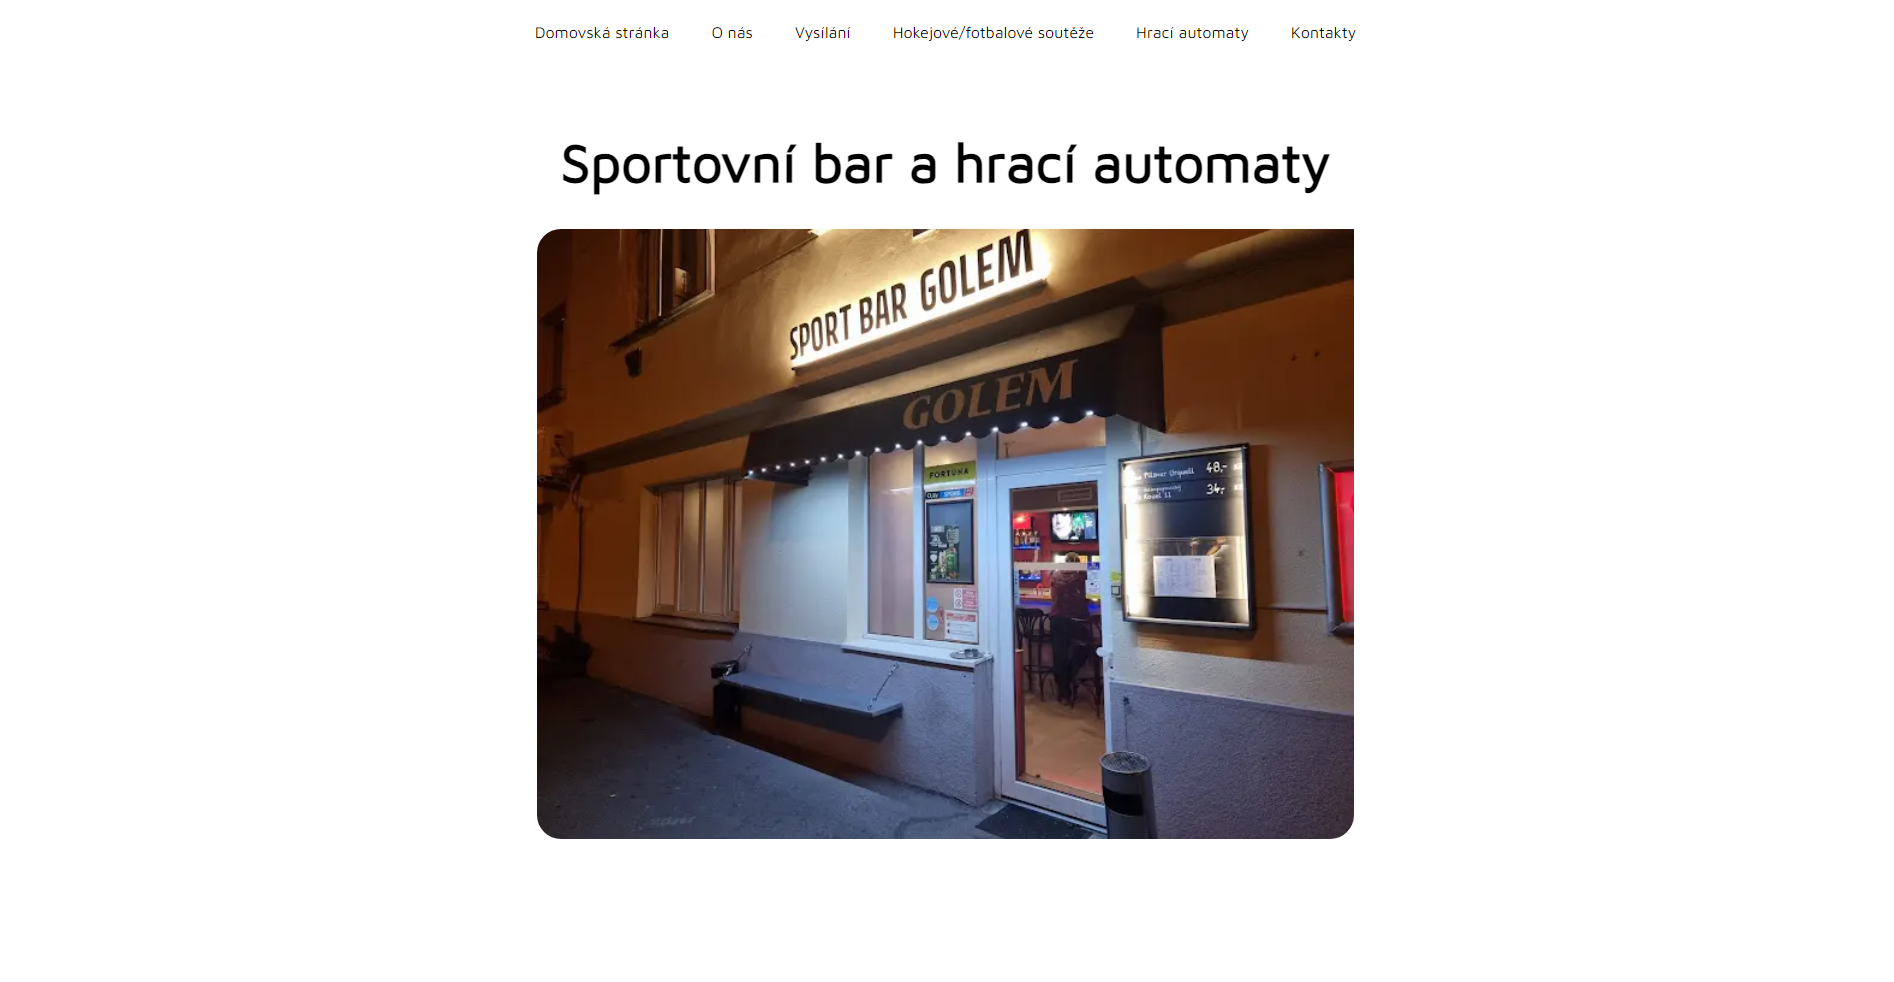 Domovská stránka O nás Vysílání Hokejové/fotbalové soutěže Hrací automaty Kontakty
Sportovní bar a hrací automaty
SPORT BAR GOLEM
GOLEM
FORTUNA
Pilsner Urquell 48,-
Kozel 11 34,-